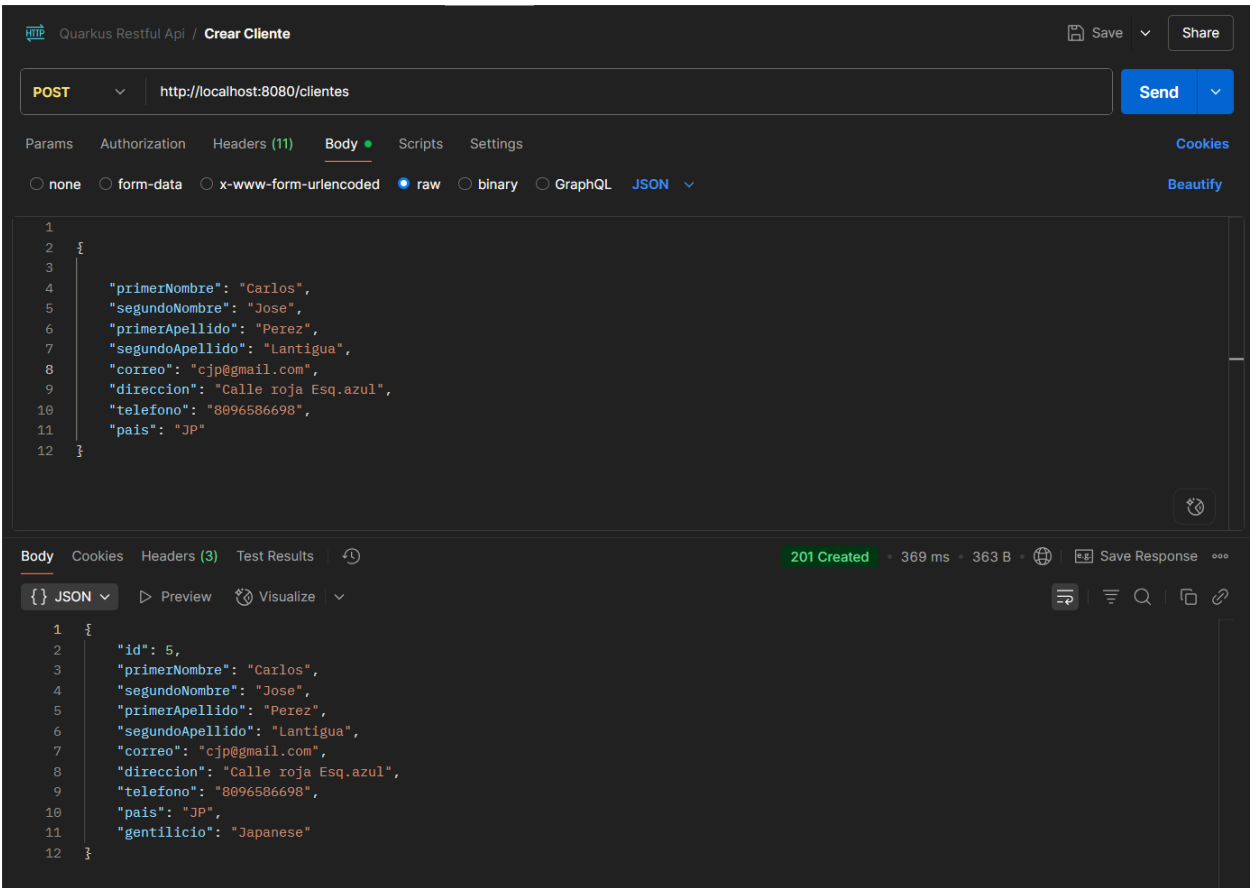 HTTP Quarkus Restful Api / Crear Cliente Save Share
POST http://localhost:8080/clientes Send
Params Authorization Headers (11) Body Scripts Settings Cookies
none form-data x-www-form-urlencoded raw binary GraphQL JSON Beautify
1
2 {
3
4 "primerNombre": "Carlos",
5 "segundoNombre": "Jose",
6 "primerApellido": "Perez",
7 "segundoApellido": "Lantigua",
8 "correo": "cjp@gmail.com",
9 "direccion": "Calle roja Esq.azul",
10 "telefono": "8096586698",
11 "pais": "JP"
12 }
Body Cookies Headers (3) Test Results 201 Created • 369 ms • 363 B • e.g. Save Response
{} JSON Preview Visualize
1 {
2 "id": 5,
3 "primerNombre": "Carlos",
4 "segundoNombre": "Jose",
5 "primerApellido": "Perez",
6 "segundoApellido": "Lantigua",
7 "correo": "cjp@gmail.com",
8 "direccion": "Calle roja Esq.azul",
9 "telefono": "8096586698",
10 "pais": "JP",
11 "gentilicio": "Japanese"
12 }